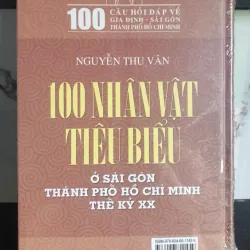 100 CÂU HỎI ĐÁP VỀ
GIA ĐỊNH - SÀI GÒN
THÀNH PHỐ HỒ CHÍ MINH
NGUYỄN THU VÂN
100 NHÂN VẬT
TIÊU BIỂU
Ở SÀI GÒN
THÀNH PHỐ HỒ CHÍ MINH
THẾ KỶ XX